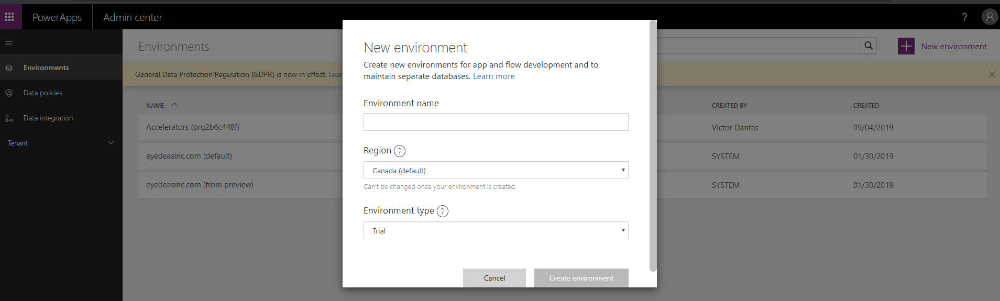 PowerApps
Admin center
?
Environments
Data policies
Data integration
Tenant
Environments
New environment
General Data Protection Regulation (GDPR) is now in effect. Lear
NAME
CREATED BY
CREATED
Accelerators (org2b6c448f)
Victor Dantas
09/04/2019
eyedeasinc.com (default)
SYSTEM
01/30/2019
eyedeasinc.com (from preview)
SYSTEM
01/30/2019
New environment
Create new environments for app and flow development and to
maintain separate databases. Learn more
Environment name
Region ?
Canada (default)
Can't be changed once your environment is created.
Environment type ?
Trial
Cancel
Create environment